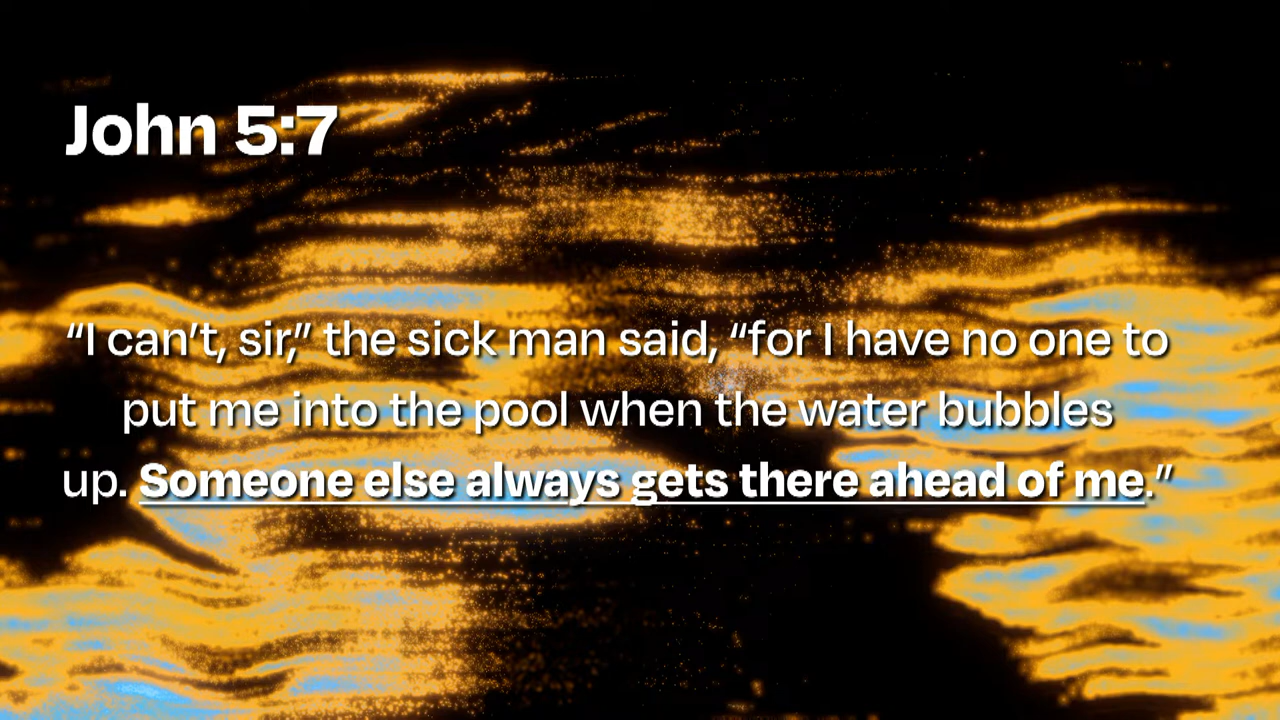 John 5:7
“I can’t, sir,” the sick man said, “for I have no one to
put me into the pool when the water bubbles
up. Someone else always gets there ahead of me.”